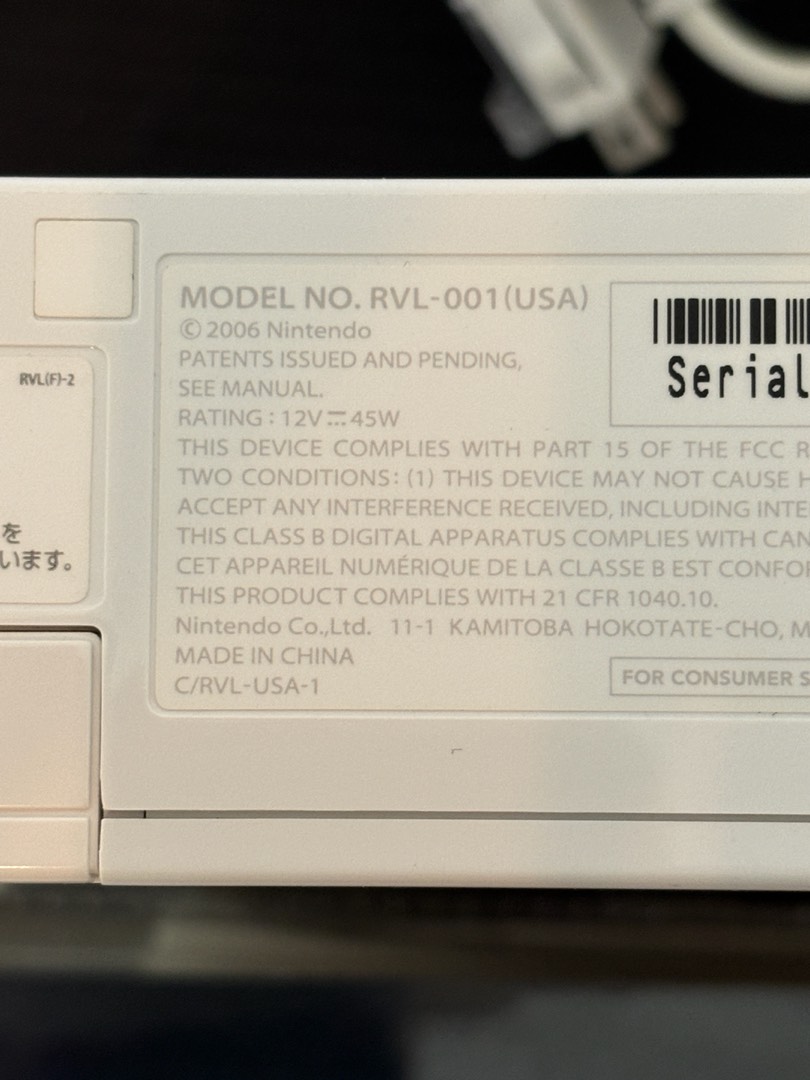 MODEL NO. RVL-001(USA)
© 2006 Nintendo
PATENTS ISSUED AND PENDING,
SEE MANUAL.
RATING : 12V⎓45W
THIS DEVICE COMPLIES WITH PART 15 OF THE FCC R
TWO CONDITIONS: (1) THIS DEVICE MAY NOT CAUSE H
ACCEPT ANY INTERFERENCE RECEIVED, INCLUDING INTE
THIS CLASS B DIGITAL APPARATUS COMPLIES WITH CAN
CET APPAREIL NUMÉRIQUE DE LA CLASSE B EST CONFO
THIS PRODUCT COMPLIES WITH 21 CFR 1040.10.
Nintendo Co.,Ltd. 11-1 KAMITOBA HOKOTATE-CHO, M
MADE IN CHINA
C/RVL-USA-1
Serial
FOR CONSUMER S
RVL(F)-2
を
います。